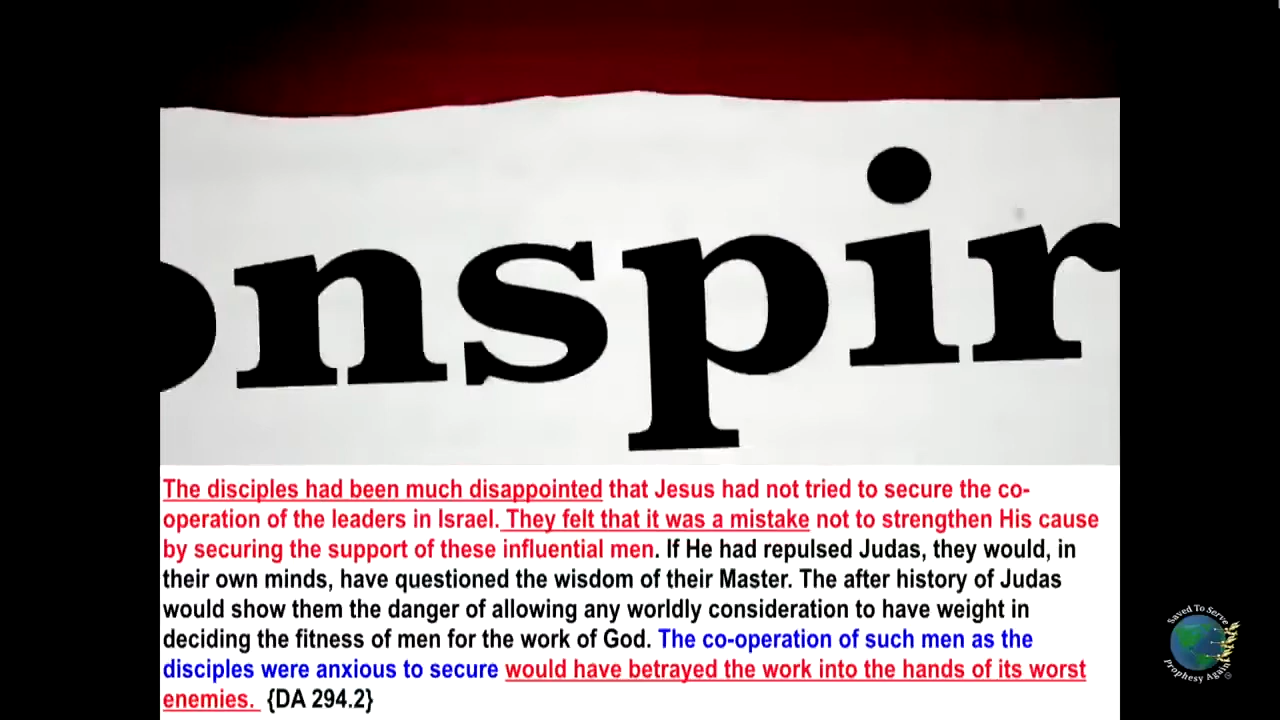 onspir
The disciples had been much disappointed that Jesus had not tried to secure the co-
operation of the leaders in Israel. They felt that it was a mistake not to strengthen His cause
by securing the support of these influential men. If He had repulsed Judas, they would, in
their own minds, have questioned the wisdom of their Master. The after history of Judas
would show them the danger of allowing any worldly consideration to have weight in
deciding the fitness of men for the work of God. The co-operation of such men as the
disciples were anxious to secure would have betrayed the work into the hands of its worst
enemies. {DA 294.2}
Saved To Serve
Prophesy Again